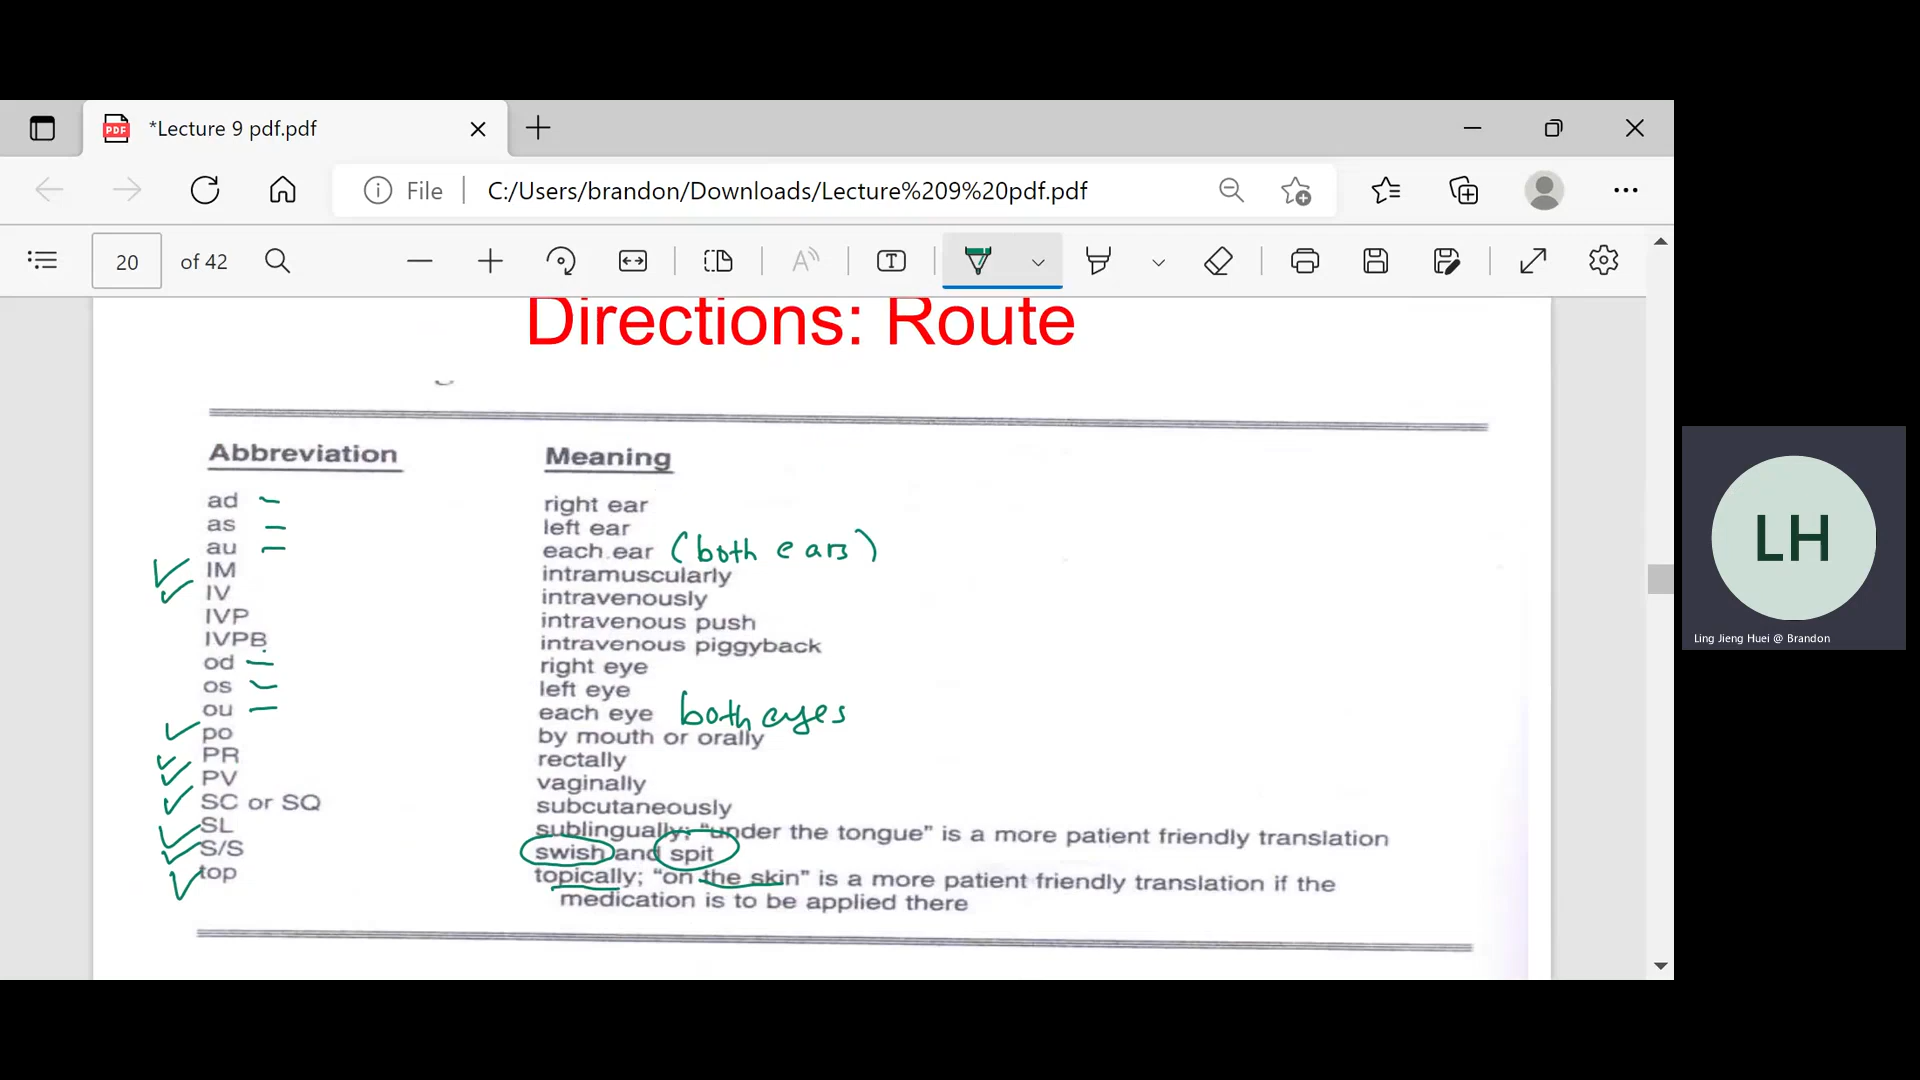 *Lecture 9 pdf.pdf
File
C:/Users/brandon/Downloads/Lecture%209%20pdf.pdf
20 of 42
Directions: Route
Abbreviation Meaning
ad right ear
as left ear
au each ear (both ears)
IM intramuscularly
IV intravenously
IVP intravenous push
IVPB intravenous piggyback
od right eye
os left eye
ou each eye both eyes
po by mouth or orally
PR rectally
PV vaginally
SC or SQ subcutaneously
SL sublingually; "under the tongue" is a more patient friendly translation
S/S swish and spit
top topically; "on the skin" is a more patient friendly translation if the
medication is to be applied there
LH
Ling Jieng Huei @ Brandon